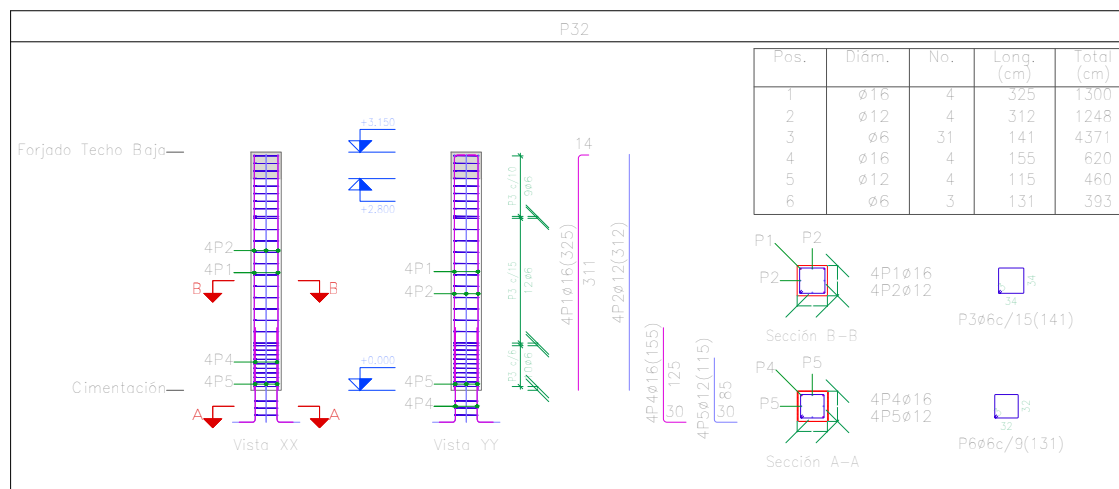 P32
Pos. Diám. No. Long. (cm) Total (cm)
1 ø16 4 325 1300
2 ø12 4 312 1248
3 ø6 31 141 4371
4 ø16 4 155 620
5 ø12 4 115 460
6 ø6 3 131 393
Forjado Techo Baja
+3.150
+2.800
4P2
4P1
B
B
4P4
4P5
Cimentación
+0.000
A
A
Vista XX
4P1
4P2
4P5
4P4
Vista YY
P3 c/10
9ø6
P3 c/15
12ø6
P3 c/6
14
4P1ø16(325)
311
4P2ø12(312)
4P4ø16(155)
125
30
4P5ø12(115)
85
30
P1
P2
P2
4P1ø16
4P2ø12
Sección B-B
34
34
P3ø6c/15(141)
P4
P5
P5
4P4ø16
4P5ø12
Sección A-A
32
32
P6ø6c/9(131)